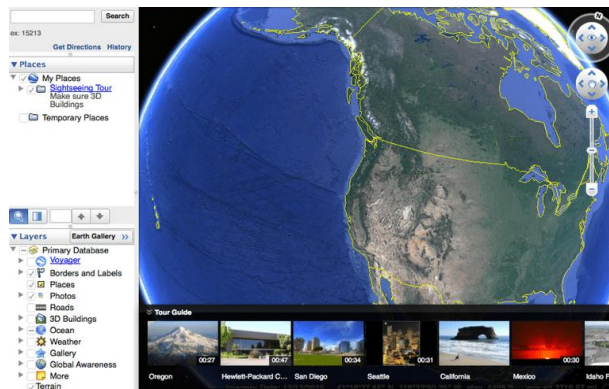 Search
ex: 15213
Get Directions History
▼ Places
My Places
Sightseeing Tour
Make sure 3D
Buildings
Temporary Places
▼ Layers
Earth Gallery >>
Primary Database
Voyager
Borders and Labels
Places
Photos
Roads
3D Buildings
Ocean
Weather
Gallery
Global Awareness
More
Terrain
N
Tour Guide
00:27
00:47
00:34
00:31
00:30
Oregon
Hewlett-Packard C...
San Diego
Seattle
California
Mexico
Idaho